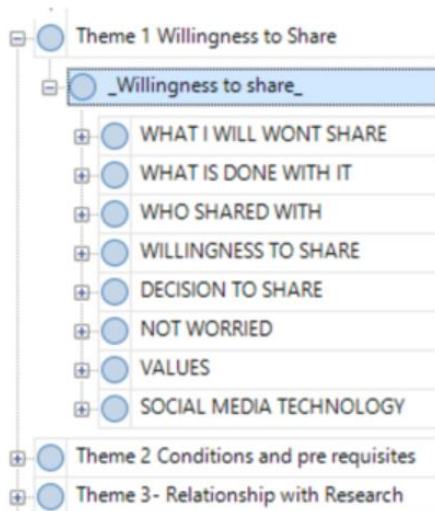 Theme 1 Willingness to Share
_Willingness to share_
WHAT I WILL WONT SHARE
WHAT IS DONE WITH IT
WHO SHARED WITH
WILLINGNESS TO SHARE
DECISION TO SHARE
NOT WORRIED
VALUES
SOCIAL MEDIA TECHNOLOGY
Theme 2 Conditions and pre requisites
Theme 3- Relationship with Research